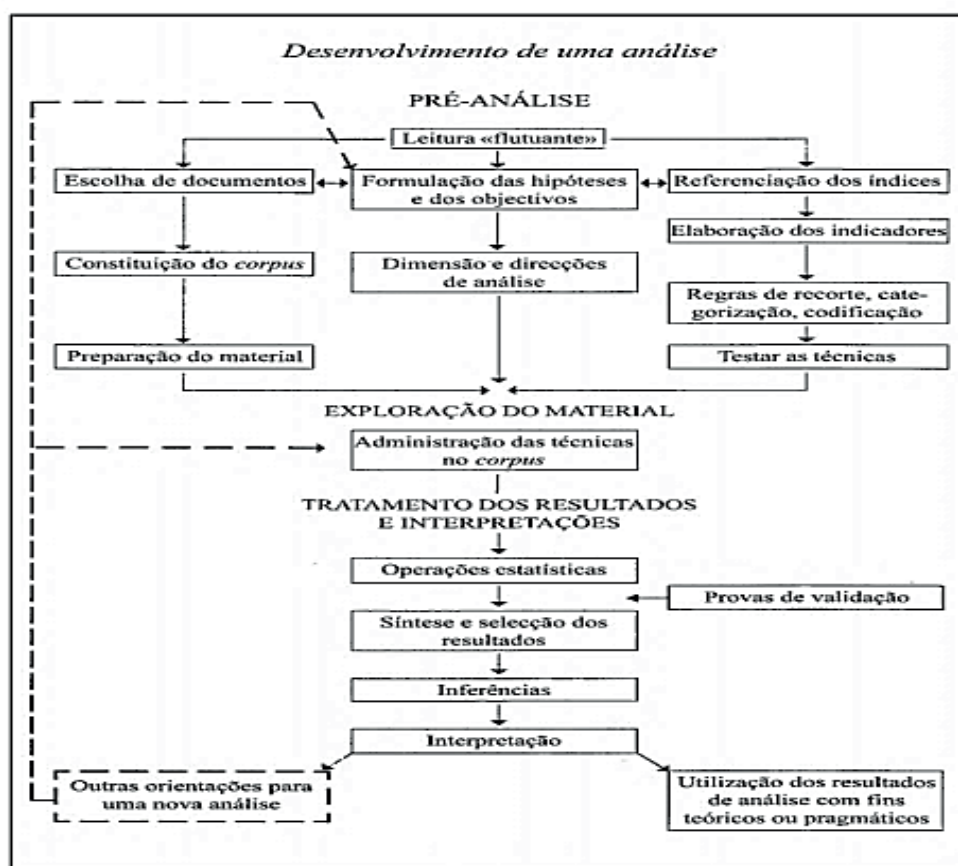 Desenvolvimento de uma análise
PRÉ-ANÁLISE
Leitura «flutuante»
Escolha de documentos
Formulação das hipóteses
e dos objectivos
Referenciação dos índices
Elaboração dos indicadores
Constituição do corpus
Dimensão e direcções
de análise
Regras de recorte, cate-
gorização, codificação
Preparação do material
Testar as técnicas
EXPLORAÇÃO DO MATERIAL
Administração das técnicas
no corpus
TRATAMENTO DOS RESULTADOS
E INTERPRETAÇÕES
Operações estatísticas
Provas de validação
Síntese e selecção dos
resultados
Inferências
Interpretação
Outras orientações para
uma nova análise
Utilização dos resultados
de análise com fins
teóricos ou pragmáticos